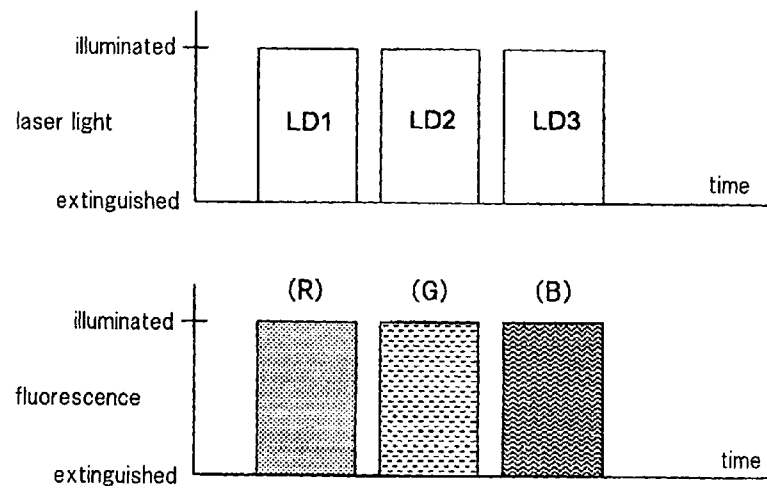 illuminated
laser light
LD1 LD2 LD3
time
extinguished
(R) (G) (B)
illuminated
fluorescence
time
extinguished